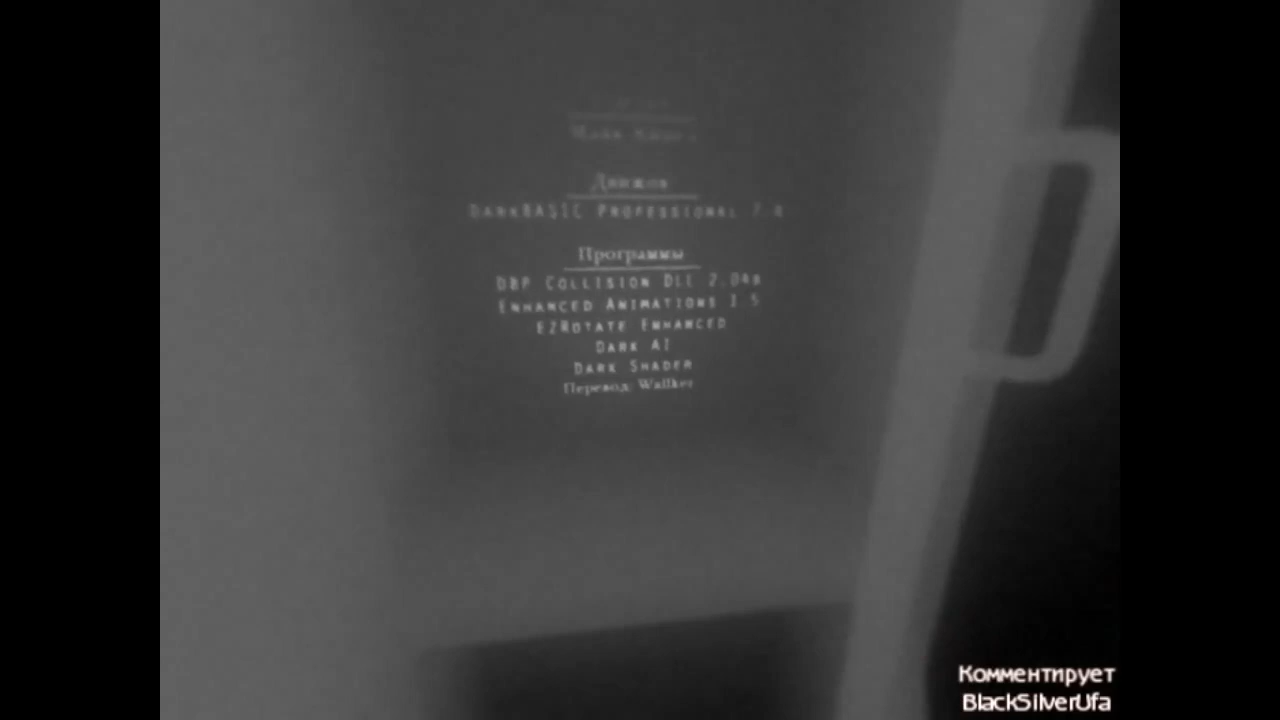 Движок
DarkBASIC Professional 7.0
Программы
DBP Collision Dll 2.04b
Enhanced Animations 1.5
EZRotate Enhanced
Dark AI
Dark Shader
Перевод: Wallker
Комментирует
BlackSilverUfa